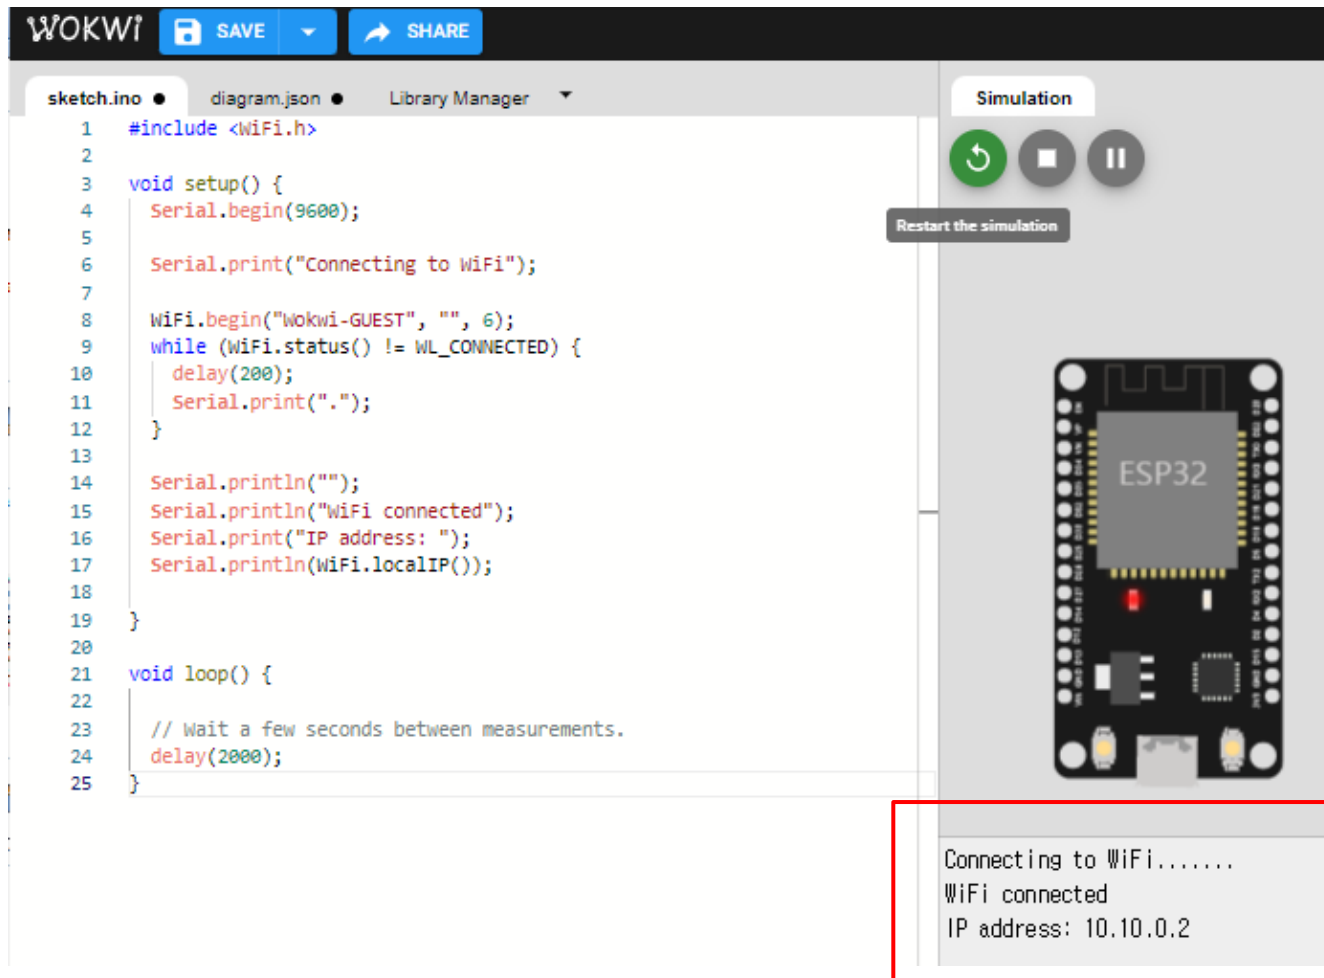 WOKWi SAVE SHARE
sketch.ino ● diagram.json ● Library Manager
1 #include <WiFi.h>
2
3 void setup() {
4 Serial.begin(9600);
5
6 Serial.print("Connecting to WiFi");
7
8 WiFi.begin("Wokwi-GUEST", "", 6);
9 while (WiFi.status() != WL_CONNECTED) {
10 delay(200);
11 Serial.print(".");
12 }
13
14 Serial.println("");
15 Serial.println("WiFi connected");
16 Serial.print("IP address: ");
17 Serial.println(WiFi.localIP());
18
19 }
20
21 void loop() {
22
23 // Wait a few seconds between measurements.
24 delay(2000);
25 }
Simulation
Restart the simulation
ESP32
Connecting to WiFi.......
WiFi connected
IP address: 10.10.0.2